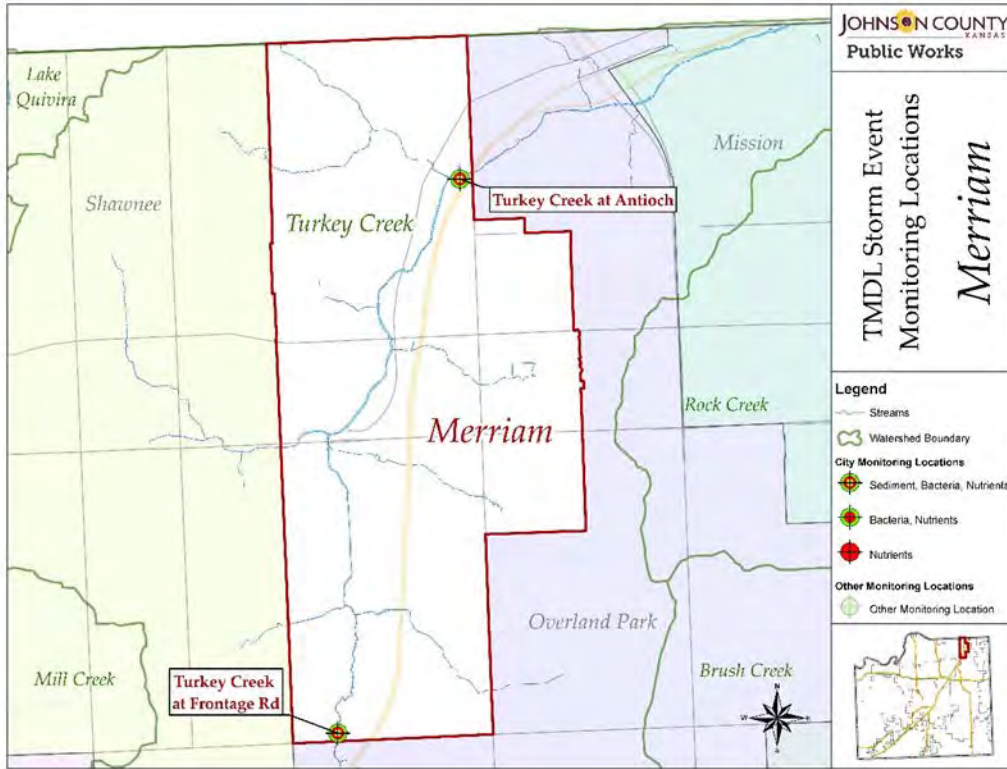 JOHNSON COUNTY
KANSAS
Public Works
TMDL Storm Event
Monitoring Locations
Merriam
Lake
Quivira
Shawnee
Turkey Creek
Turkey Creek at Antioch
Mission
Merriam
Rock Creek
Overland Park
Mill Creek
Turkey Creek
at Frontage Rd
Brush Creek
N
W
E
S
Legend
Streams
Watershed Boundary
City Monitoring Locations
Sediment, Bacteria, Nutrients
Bacteria, Nutrients
Nutrients
Other Monitoring Locations
Other Monitoring Location